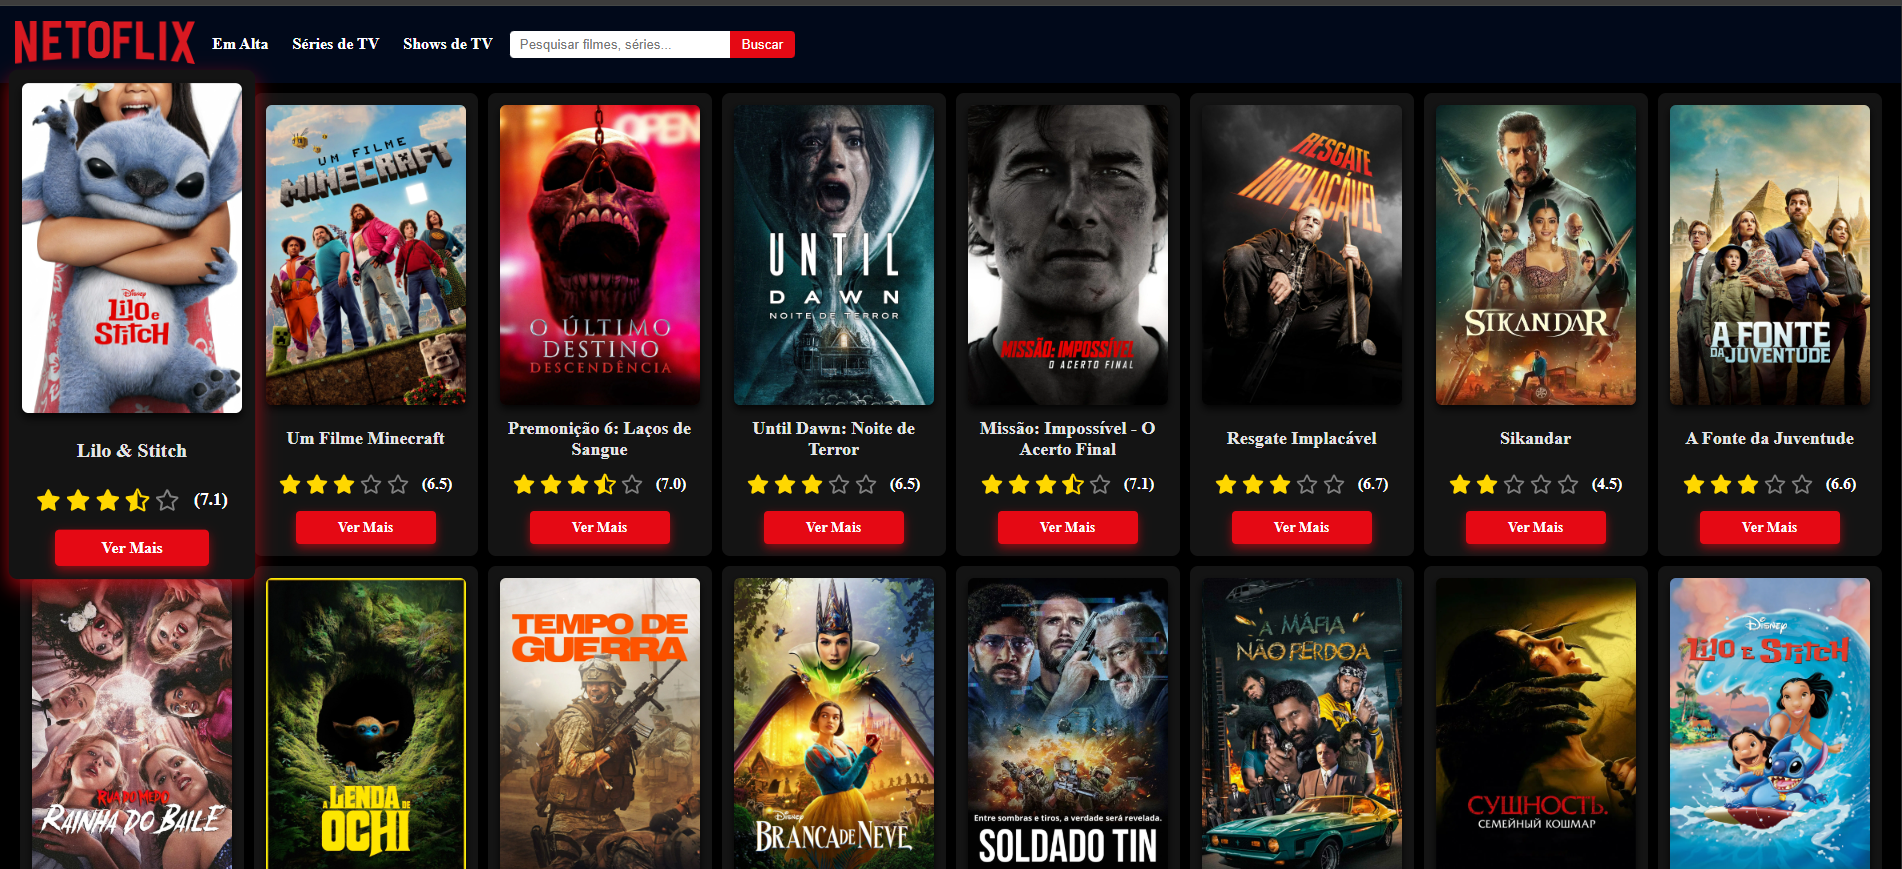 NETOFLIX
Em Alta
Séries de TV
Shows de TV
Pesquisar filmes, séries...
Buscar
Disney
Lilo e
Stitch
Lilo & Stitch
(7.1)
Ver Mais
UM FILME
MINECRAFT
Um Filme Minecraft
(6.5)
Ver Mais
OPEN
O ÚLTIMO
DESTINO
DESCENDÊNCIA
Premonição 6: Laços de
Sangue
(7.0)
Ver Mais
UNTIL
DAWN
NOITE DE TERROR
Until Dawn: Noite de
Terror
(6.5)
Ver Mais
MISSÃO: IMPOSSÍVEL
O ACERTO FINAL
Missão: Impossível - O
Acerto Final
(7.1)
Ver Mais
RESGATE
IMPLACÁVEL
Resgate Implacável
(6.7)
Ver Mais
SIKANDAR
Sikandar
(4.5)
Ver Mais
A FONTE
DA JUVENTUDE
A Fonte da Juventude
(6.6)
Ver Mais
RUA DO MEDO
RAINHA DO BAILE
A LENDA DE
OCHI
TEMPO DE
GUERRA
Disney
BRANCA DE NEVE
Entre sombras e tiros, a verdade será revelada.
SOLDADO TIN
A MÁFIA
NÃO PERDOA
СУЩНОСТЬ.
СЕМЕЙНЫЙ КОШМАР
Disney
LILO E STITCH